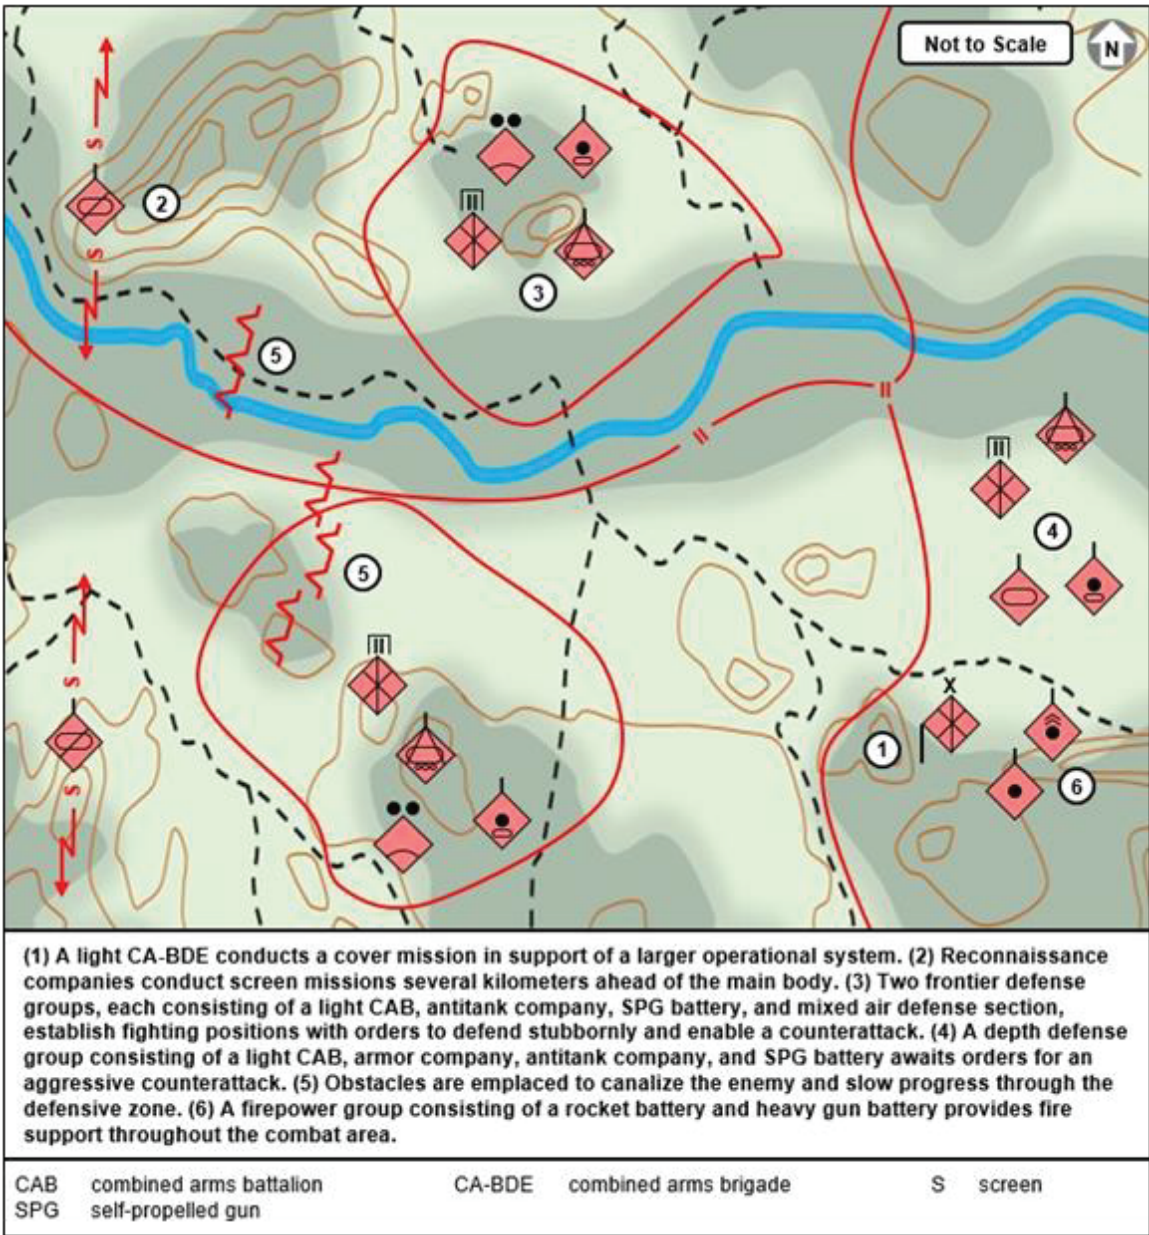 Not to Scale
N
S
2
S
3
5
II
II
II
II
4
5
S
II
X
1
6
S
(1) A light CA-BDE conducts a cover mission in support of a larger operational system. (2) Reconnaissance
companies conduct screen missions several kilometers ahead of the main body. (3) Two frontier defense
groups, each consisting of a light CAB, antitank company, SPG battery, and mixed air defense section,
establish fighting positions with orders to defend stubbornly and enable a counterattack. (4) A depth defense
group consisting of a light CAB, armor company, antitank company, and SPG battery awaits orders for an
aggressive counterattack. (5) Obstacles are emplaced to canalize the enemy and slow progress through the
defensive zone. (6) A firepower group consisting of a rocket battery and heavy gun battery provides fire
support throughout the combat area.
CAB combined arms battalion CA-BDE combined arms brigade S screen
SPG self-propelled gun